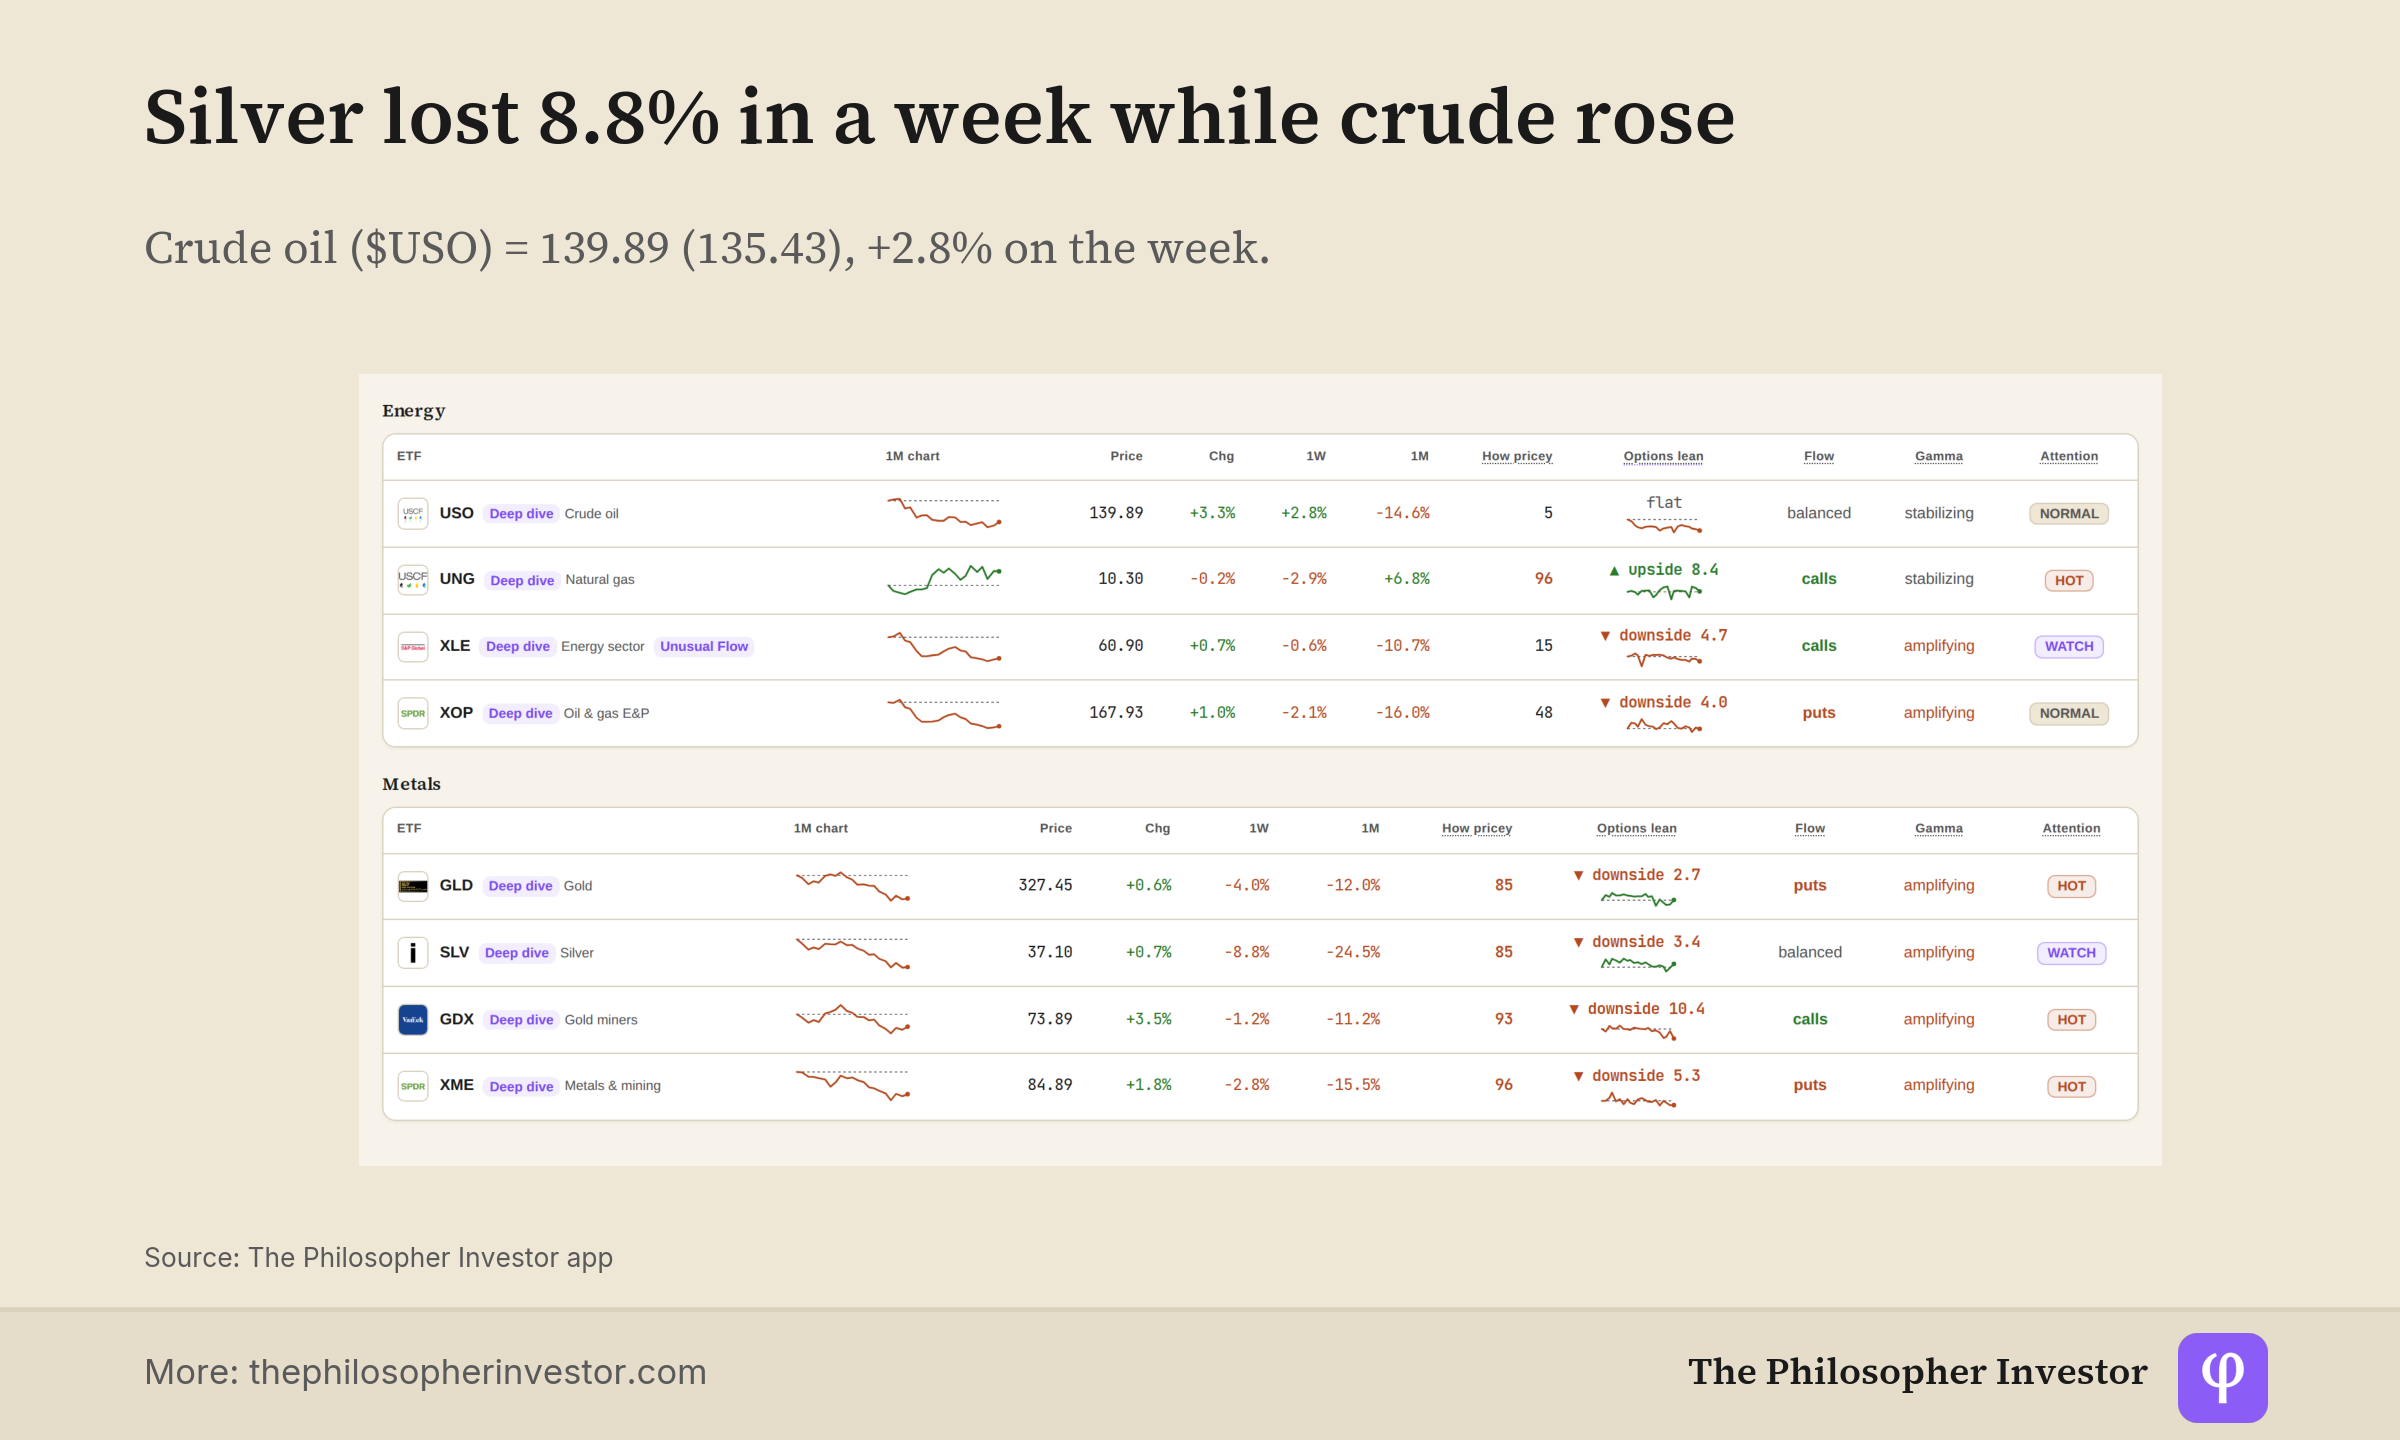 Silver lost 8.8% in a week while crude rose
Crude oil ($USO) = 139.89 (135.43), +2.8% on the week.
Energy
ETF 1M chart Price Chg 1W 1M How pricey Options lean Flow Gamma Attention
USCF USO Deep dive Crude oil 139.89 +3.3% +2.8% -14.6% 5 flat balanced stabilizing NORMAL
USCF UNG Deep dive Natural gas 10.30 -0.2% -2.9% +6.8% 96 ▲ upside 8.4 calls stabilizing HOT
S&P Global XLE Deep dive Energy sector Unusual Flow 60.90 +0.7% -0.6% -10.7% 15 ▼ downside 4.7 calls amplifying WATCH
SPDR XOP Deep dive Oil & gas E&P 167.93 +1.0% -2.1% -16.0% 48 ▼ downside 4.0 puts amplifying NORMAL
Metals
ETF 1M chart Price Chg 1W 1M How pricey Options lean Flow Gamma Attention
GLD Deep dive Gold 327.45 +0.6% -4.0% -12.0% 85 ▼ downside 2.7 puts amplifying HOT
i SLV Deep dive Silver 37.10 +0.7% -8.8% -24.5% 85 ▼ downside 3.4 balanced amplifying WATCH
VanEck GDX Deep dive Gold miners 73.89 +3.5% -1.2% -11.2% 93 ▼ downside 10.4 calls amplifying HOT
SPDR XME Deep dive Metals & mining 84.89 +1.8% -2.8% -15.5% 96 ▼ downside 5.3 puts amplifying HOT
Source: The Philosopher Investor app
More: thephilosopherinvestor.com
The Philosopher Investor φ